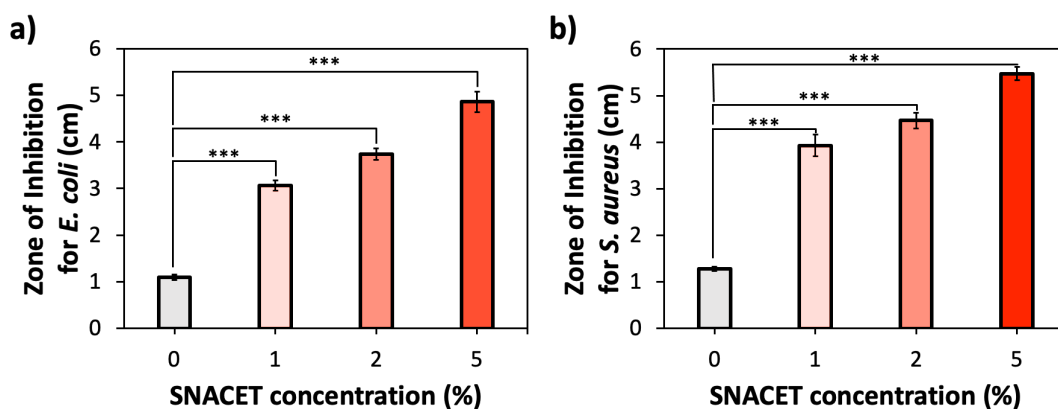 a)
Zone of Inhibition
for E. coli (cm)
6
5
4
3
2
1
0
***
***
***
0 1 2 5
SNACET concentration (%)
b)
Zone of Inhibition
for S. aureus (cm)
6
5
4
3
2
1
0
***
***
***
0 1 2 5
SNACET concentration (%)